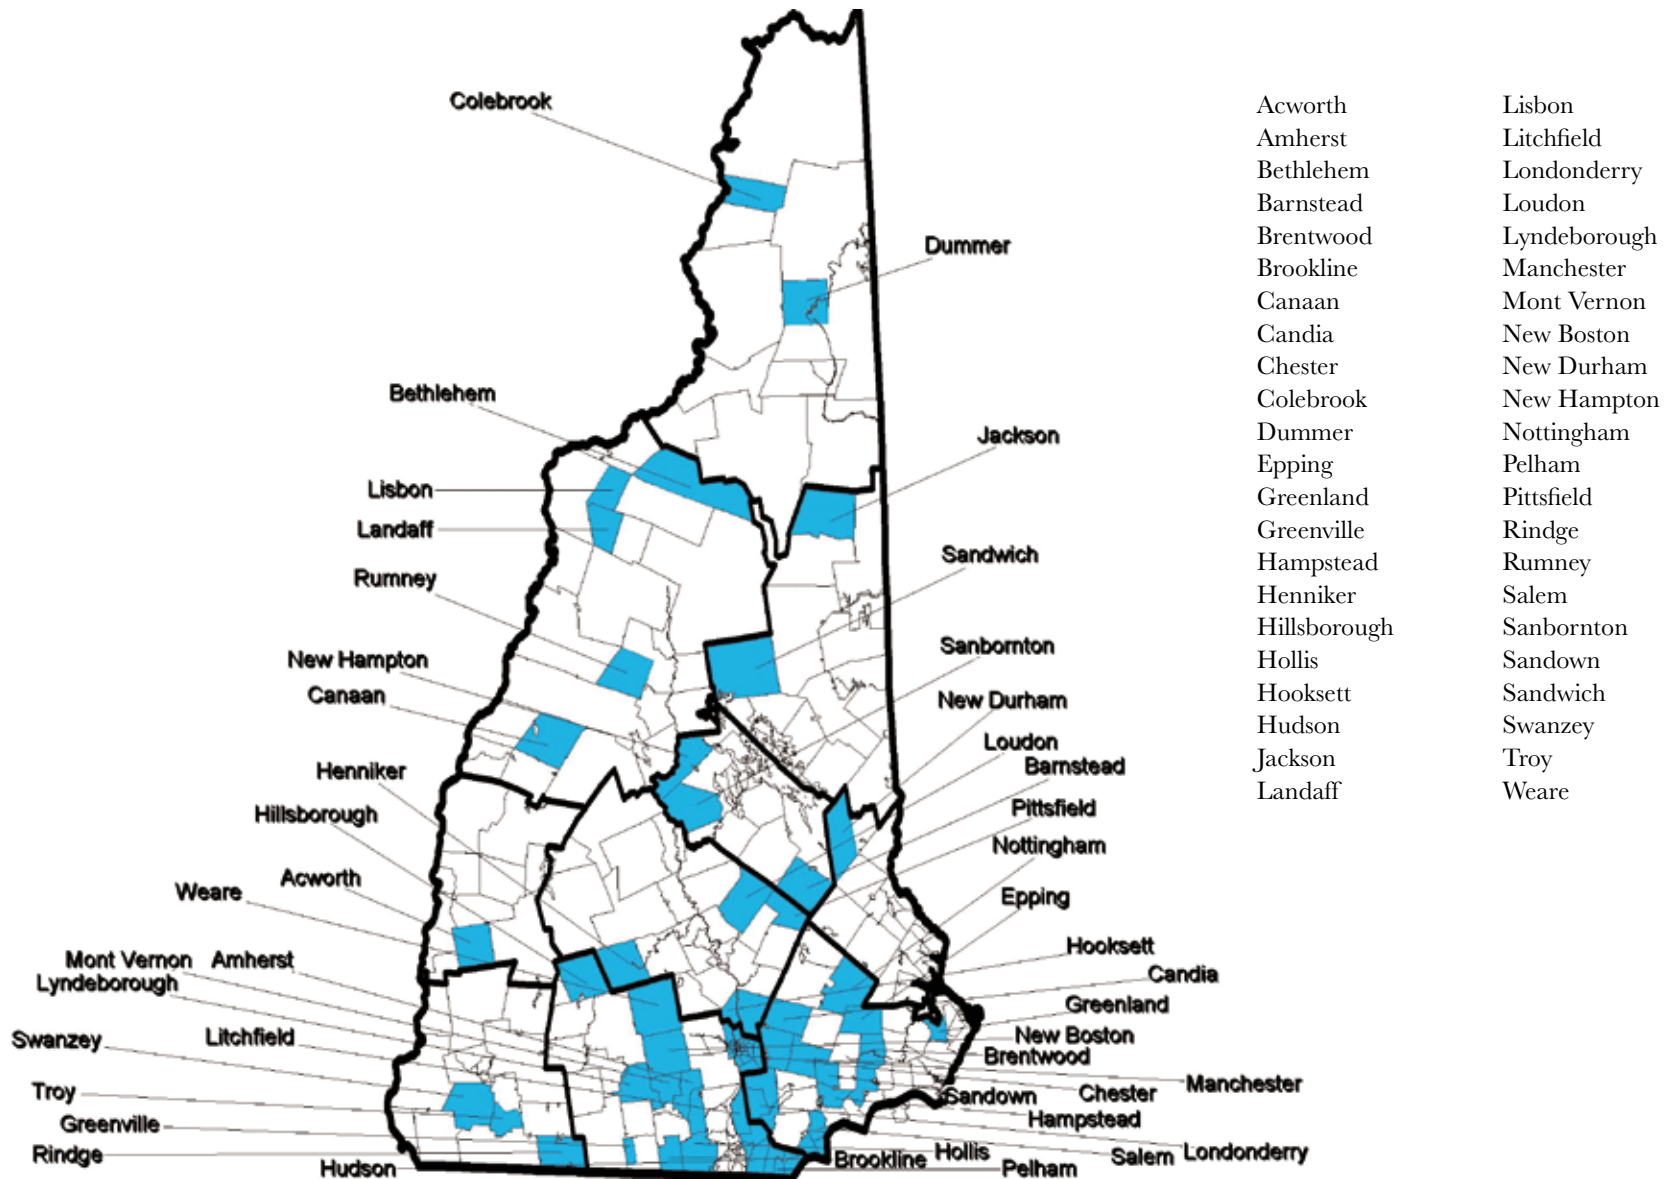 Colebrook
Dummer
Bethlehem
Jackson
Lisbon
Landaff
Sandwich
Rumney
Sanbornton
New Hampton
Canaan
New Durham
Loudon
Barnstead
Henniker
Pittsfield
Hillsborough
Nottingham
Acworth
Weare
Epping
Hooksett
Mont Vernon
Amherst
Candia
Lyndeborough
Greenland
Swanzey
Litchfield
New Boston
Brentwood
Manchester
Troy
Sandown
Chester
Greenville
Hampstead
Rindge
Hudson
Brookline
Hollis
Pelham
Salem
Londonderry
Acworth
Amherst
Bethlehem
Barnstead
Brentwood
Brookline
Canaan
Candia
Chester
Colebrook
Dummer
Epping
Greenland
Greenville
Hampstead
Henniker
Hillsborough
Hollis
Hooksett
Hudson
Jackson
Landaff
Lisbon
Litchfield
Londonderry
Loudon
Lyndeborough
Manchester
Mont Vernon
New Boston
New Durham
New Hampton
Nottingham
Pelham
Pittsfield
Rindge
Rumney
Salem
Sanbornton
Sandown
Sandwich
Swanzey
Troy
Weare